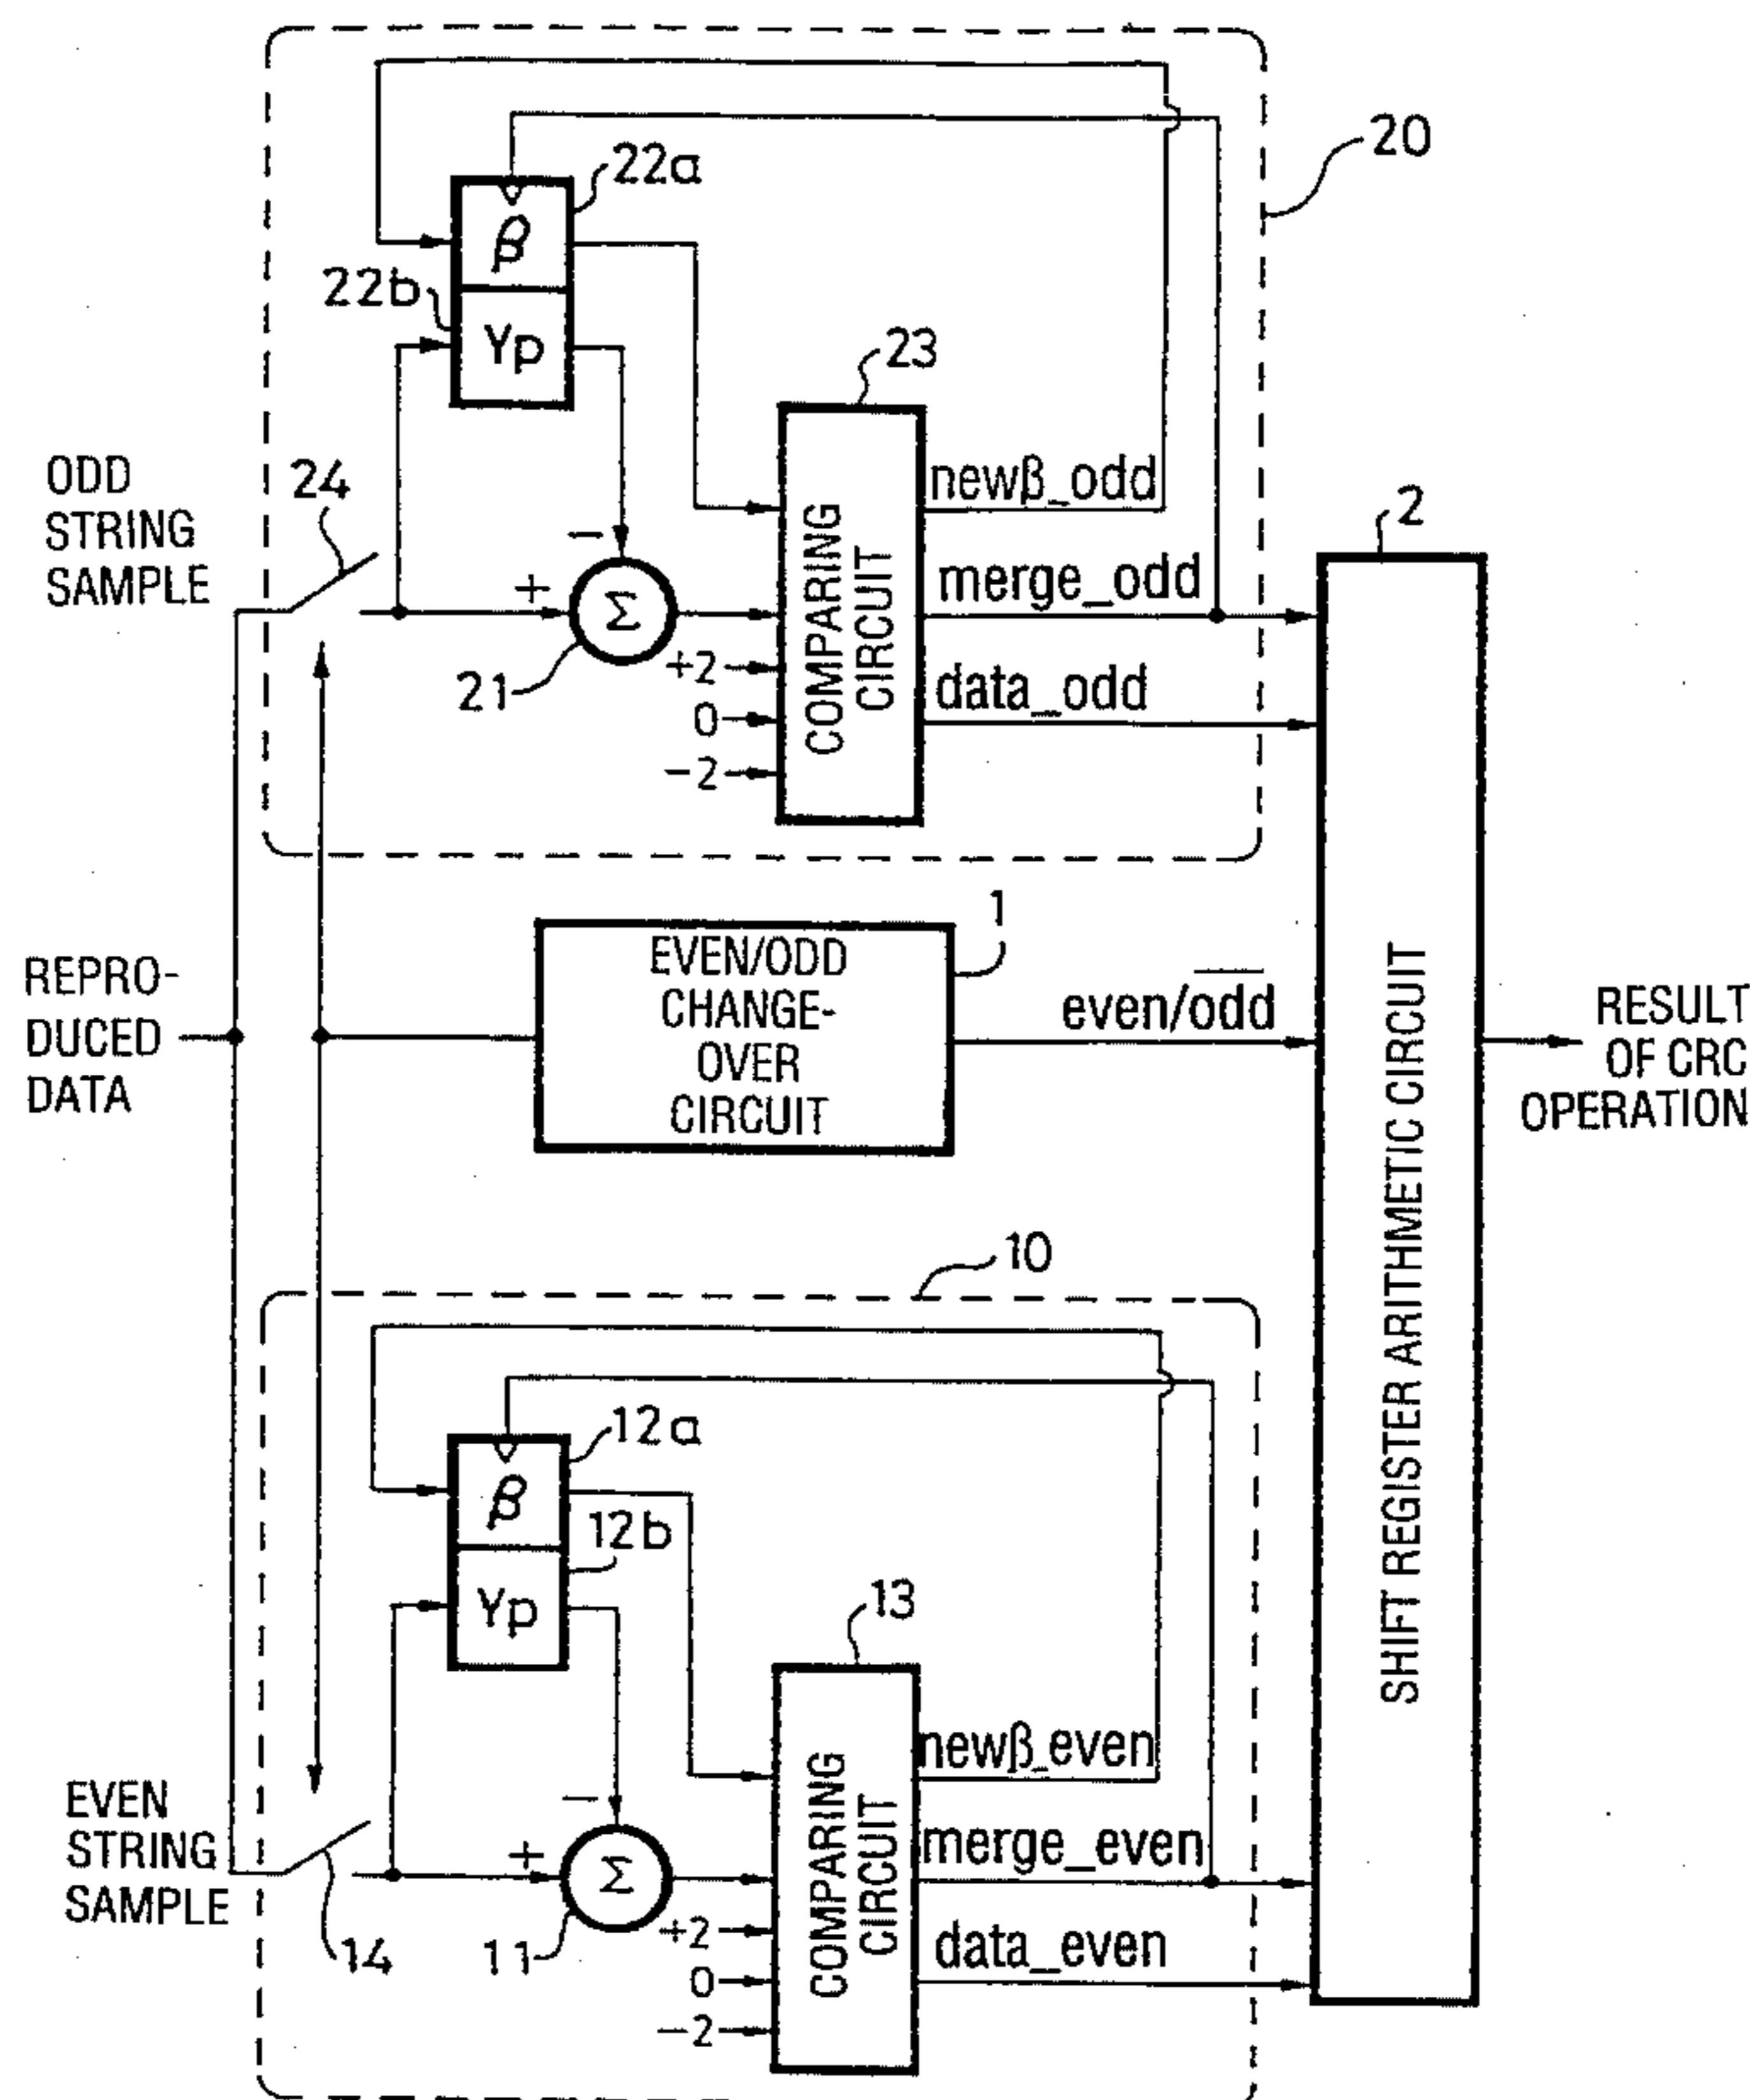 20
22a
β
22b
Yp
23
ODD
STRING
SAMPLE
24
newβ_odd
2
−
+
Σ
21
COMPARING
CIRCUIT
merge_odd
+2
0
−2
data_odd
1
REPRO-
DUCED
DATA
EVEN/ODD
CHANGE-
OVER
CIRCUIT
even/odd
SHIFT REGISTER ARITHMETIC CIRCUIT
RESULT
OF CRC
OPERATION
10
12a
β
12b
Yp
13
newβ_even
EVEN
STRING
SAMPLE
14
−
+
Σ
11
COMPARING
CIRCUIT
merge_even
+2
0
−2
data_even